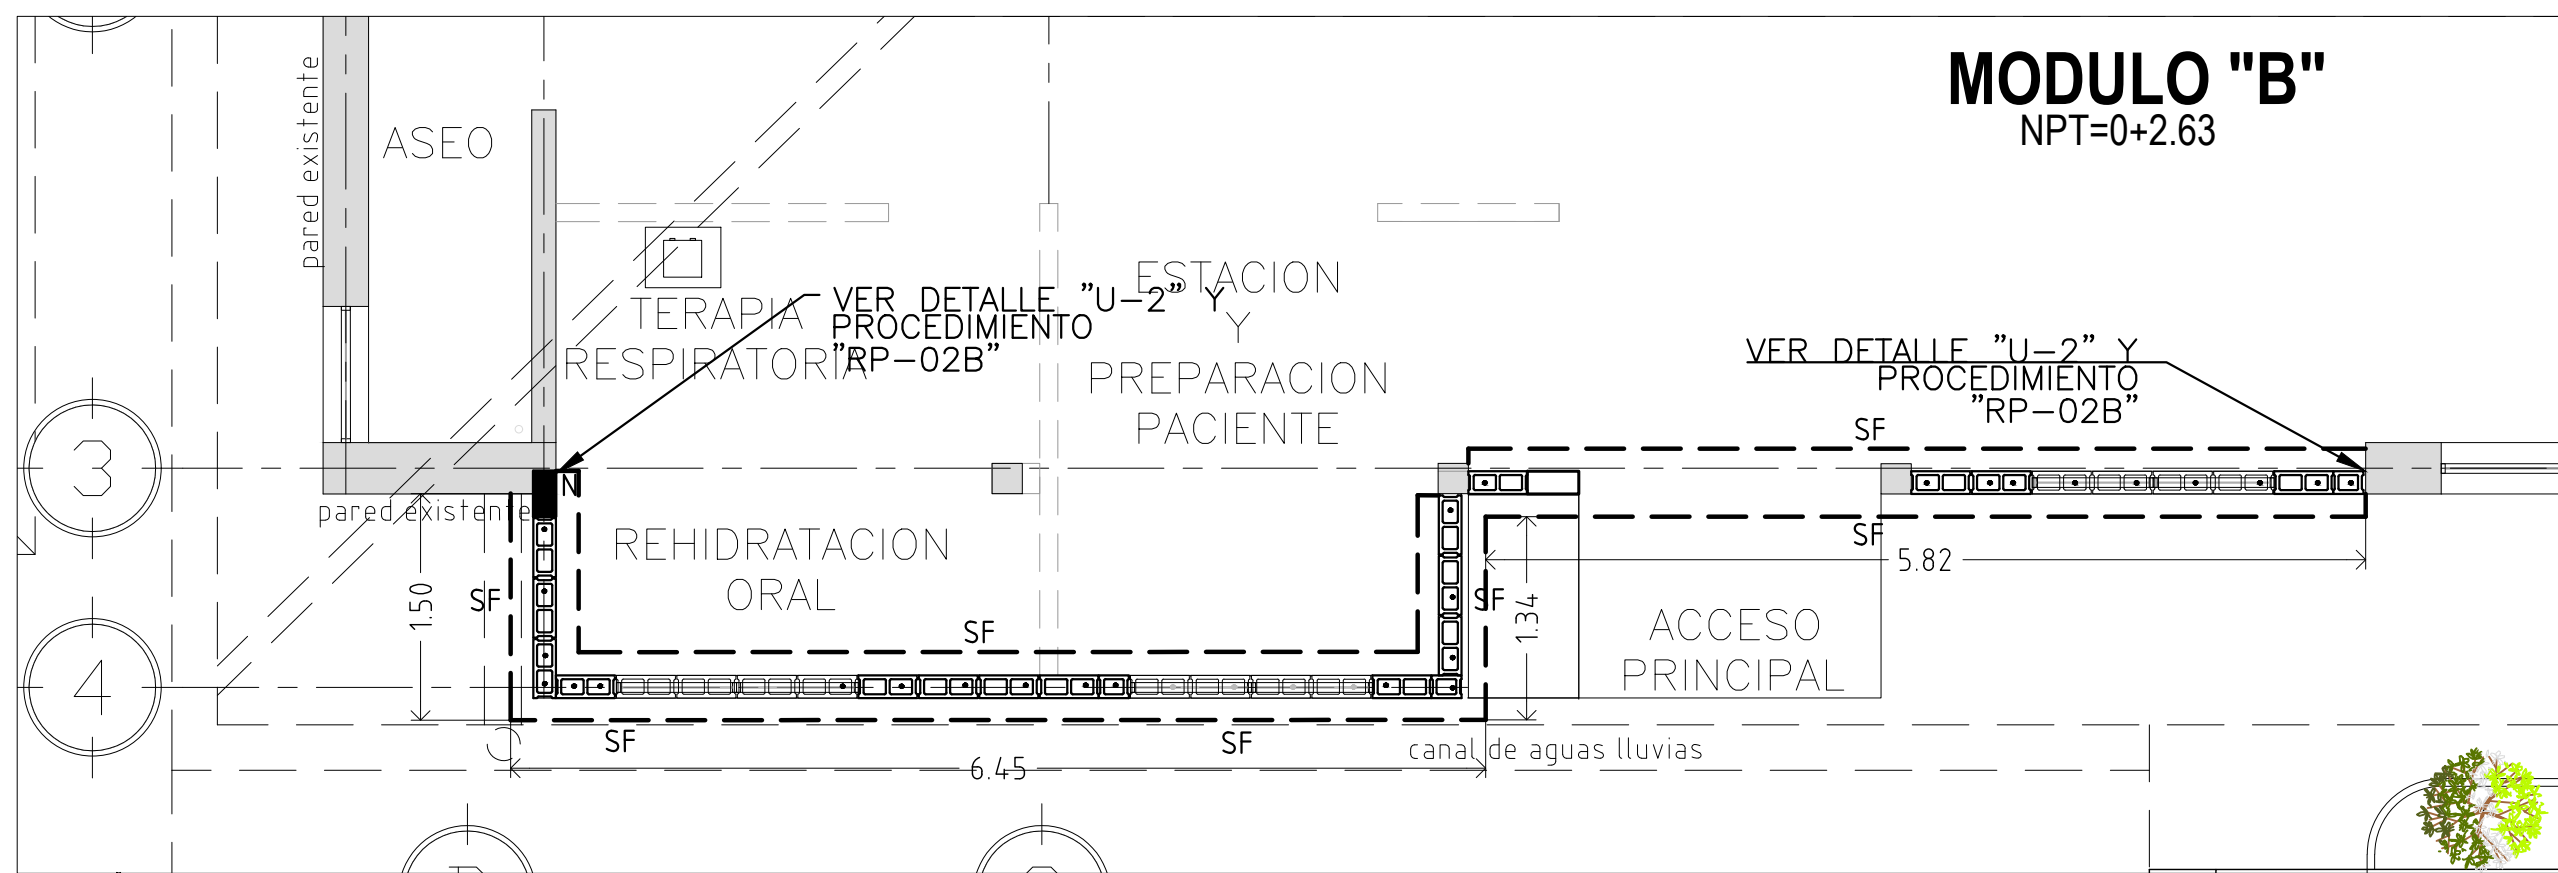 MODULO "B"
NPT=0+2.63
pared existente
ASEO
ESTACION
Y
PREPARACION
PACIENTE
VER DETALLE "U-2" Y
PROCEDIMIENTO
"RP-02B"
TERAPIA
RESPIRATORIA
VER DETALLE "U-2" Y
PROCEDIMIENTO
"RP-02B"
SF
3
N
pared existente
REHIDRATACION
ORAL
SF
5.82
1.50
SF
SF
SF
1.34
ACCESO
PRINCIPAL
4
SF
SF
canal de aguas lluvias
6.45